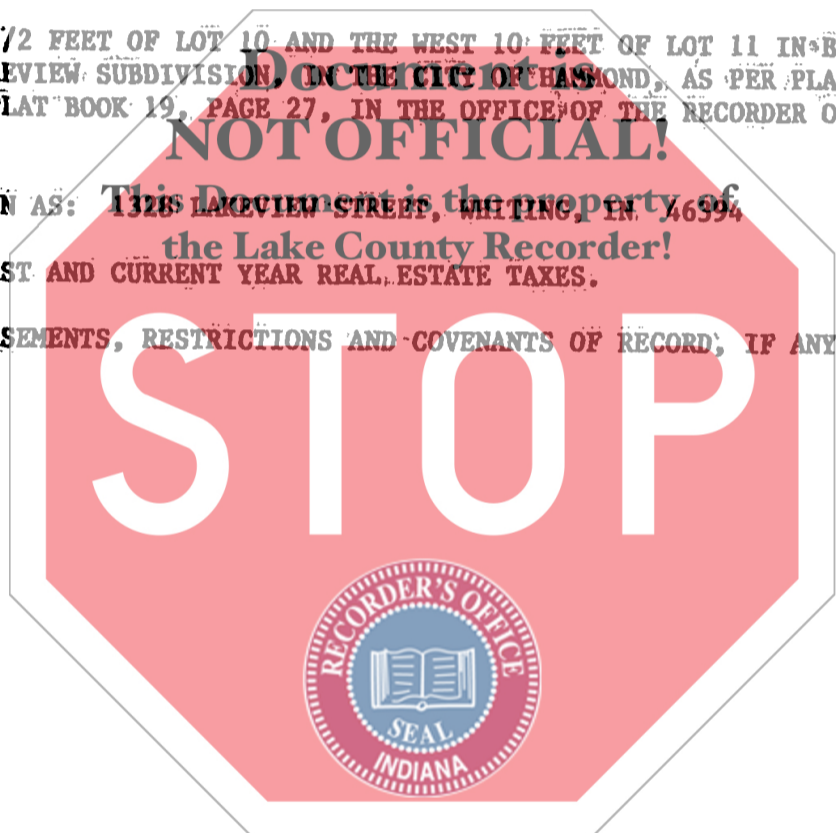 /2 FEET OF LOT 10 AND THE WEST 10 FEET OF LOT 11 IN B
EVIEW SUBDIVISION, IN THE CITY OF HAMMOND, AS PER PLA
LAT BOOK 19, PAGE 27, IN THE OFFICE OF THE RECORDER O
Document is
NOT OFFICIAL!
N AS: 1328 LAKEVIEW STREET, WHITING, IN 46394
This Document is the property of
the Lake County Recorder!
ST AND CURRENT YEAR REAL ESTATE TAXES.
SEMENTS, RESTRICTIONS AND COVENANTS OF RECORD, IF ANY
STOP
RECORDER'S OFFICE
SEAL
INDIANA